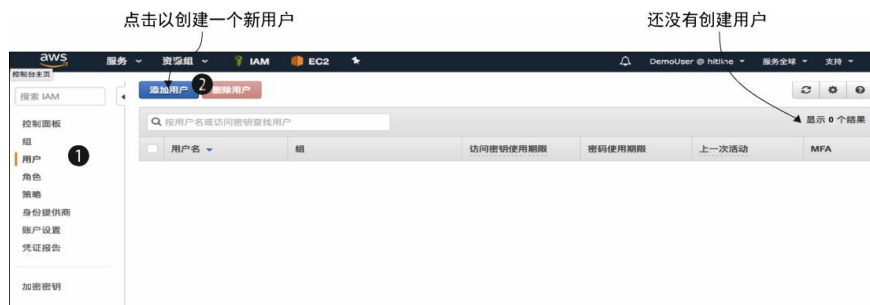 点击以创建一个新用户
还没有创建用户
aws
服务
资源组
IAM
EC2
DemoUser @ hitline
服务全球
支持
控制台主页
搜索 IAM
添加用户
2
删除用户
按用户名或访问密钥查找用户
显示 0 个结果
用户名
组
访问密钥使用期限
密码使用期限
上一次活动
MFA
控制面板
组
用户
1
角色
策略
身份提供商
账户设置
凭证报告
加密密钥